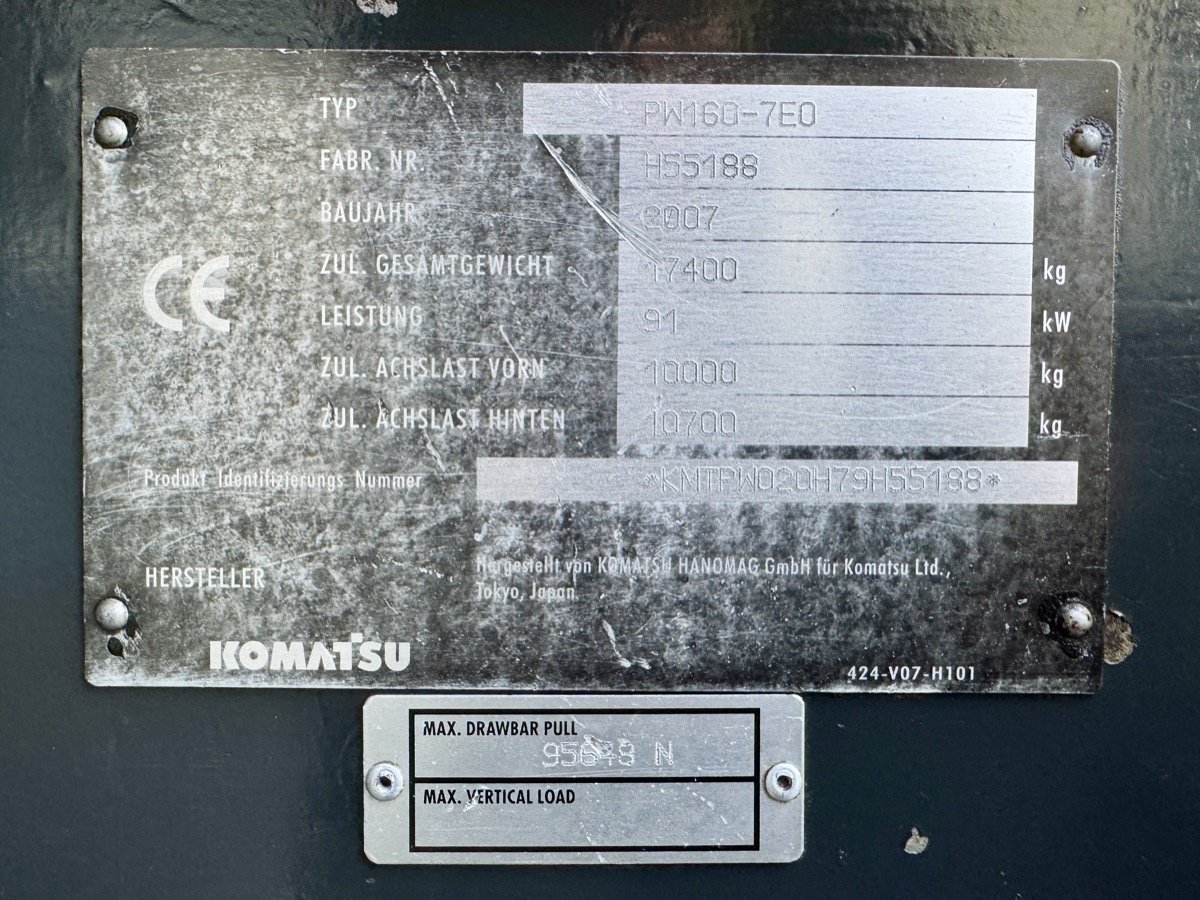 TYP PW160-7E0
FABR. NR. H55188
BAUJAHR 2007
ZUL. GESAMTGEWICHT 17400 kg
LEISTUNG 91 kW
ZUL. ACHSLAST VORN 10000 kg
ZUL. ACHSLAST HINTEN 10700 kg
CE
Produkt Identifizierungs Nummer *KMTPW020H79H55188*
HERSTELLER Hergestellt von KOMATSU HANOMAG GmbH für Komatsu Ltd.,
Tokyo, Japan
KOMATSU
424-V07-H101
MAX. DRAWBAR PULL
N
MAX. VERTICAL LOAD